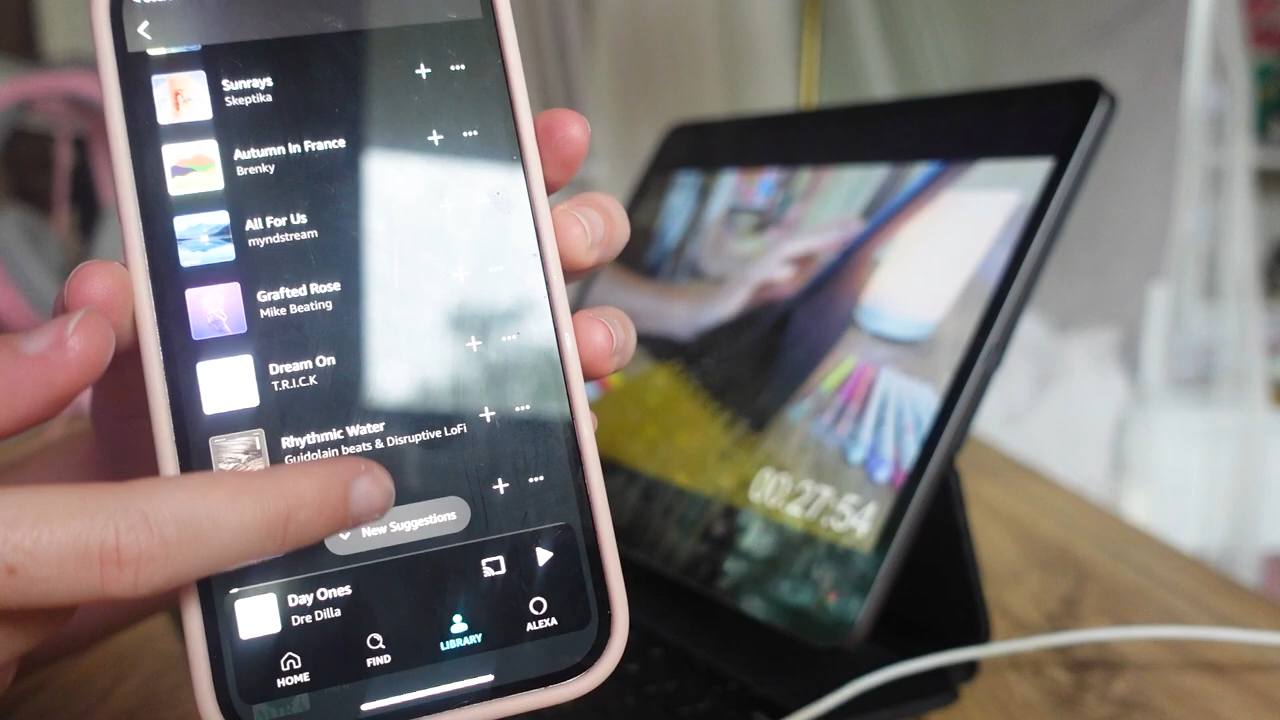 Sunrays
Skeptika
Autumn In France
Brenky
All For Us
myndstream
Grafted Rose
Mike Beating
Dream On
T.R.I.C.K
Rhythmic Water
Guidolain beats & Disruptive LoFi
New Suggestions
Day Ones
Dre Dilla
HOME
FIND
LIBRARY
ALEXA
00:27:54